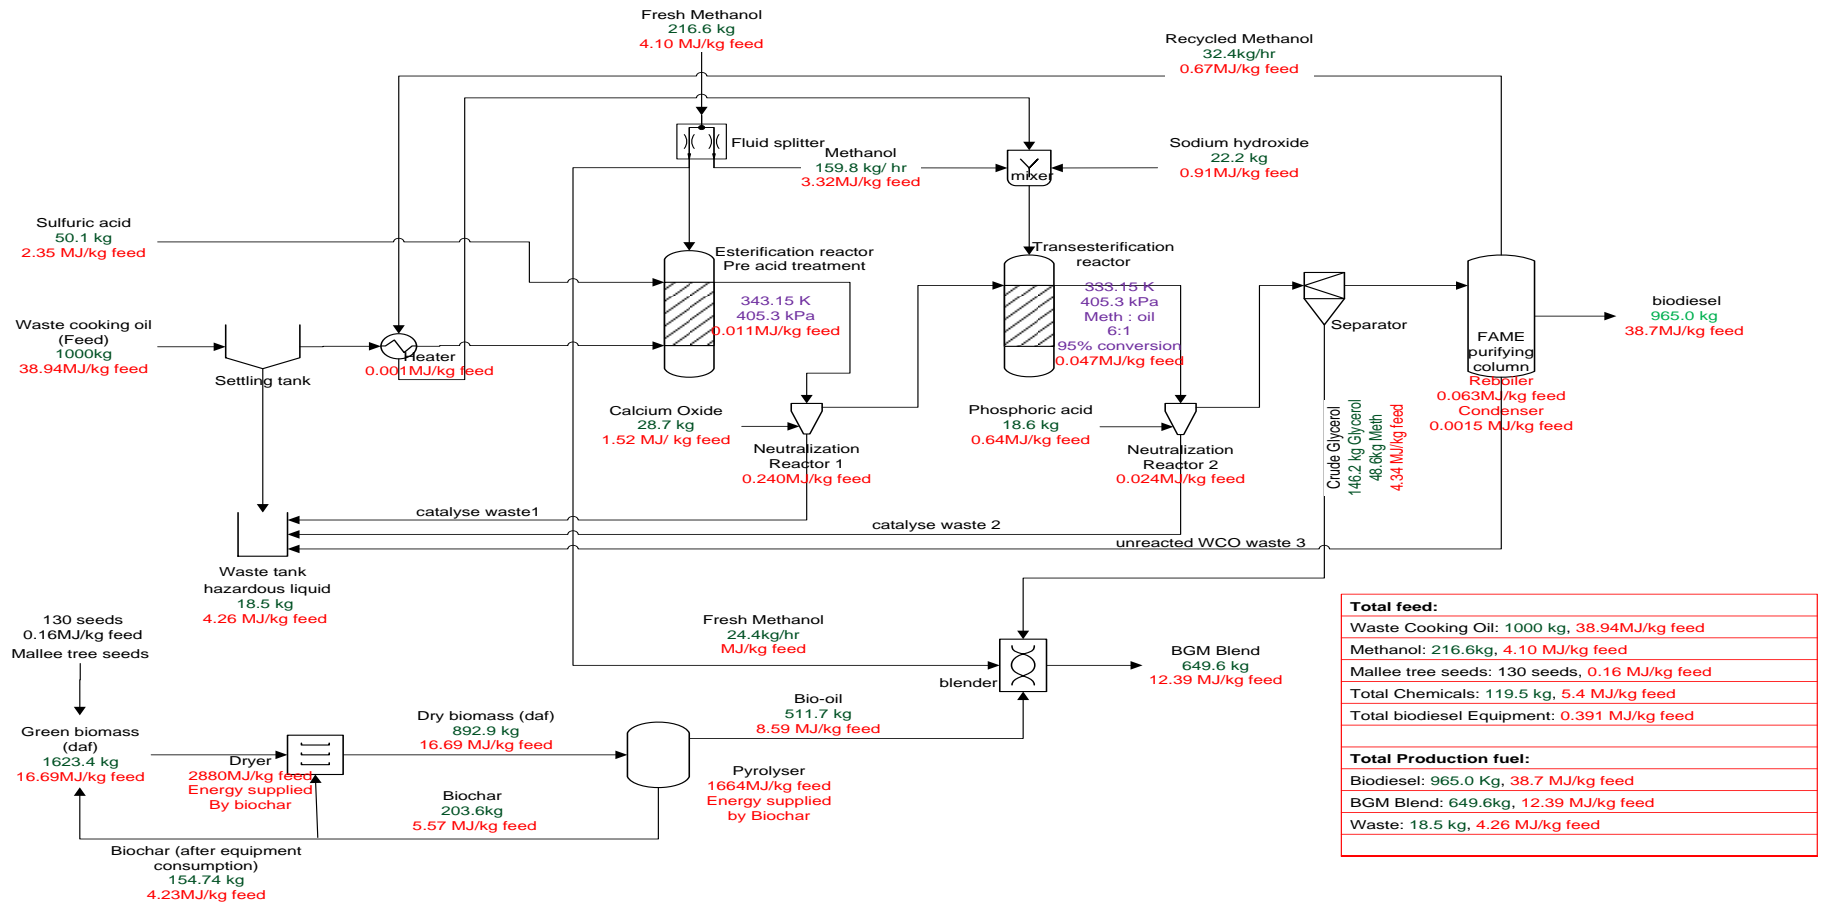 Fresh Methanol
216.6 kg
4.10 MJ/kg feed
Recycled Methanol
32.4kg/hr
0.67MJ/kg feed
Fluid splitter
Methanol
159.8 kg/ hr
3.32MJ/kg feed
mixer
Sodium hydroxide
22.2 kg
0.91MJ/kg feed
Sulfuric acid
50.1 kg
2.35 MJ/kg feed
Esterification reactor
Pre acid treatment
343.15 K
405.3 kPa
0.011MJ/kg feed
Transesterification
reactor
333.15 K
405.3 kPa
Meth : oil
6:1
95% conversion
0.047MJ/kg feed
Waste cooking oil
(Feed)
1000kg
38.94MJ/kg feed
Settling tank
Heater
0.001MJ/kg feed
Separator
FAME
purifying
column
Reboiler
0.063MJ/kg feed
Condenser
0.0015 MJ/kg feed
biodiesel
965.0 kg
38.7MJ/kg feed
Calcium Oxide
28.7 kg
1.52 MJ/ kg feed
Neutralization
Reactor 1
0.240MJ/kg feed
Phosphoric acid
18.6 kg
0.64MJ/kg feed
Neutralization
Reactor 2
0.024MJ/kg feed
Crude Glycerol
146.2 kg Glycerol
48.6kg Meth
4.34 MJ/kg feed
catalyse waste1
catalyse waste 2
unreacted WCO waste 3
Waste tank
hazardous liquid
18.5 kg
4.26 MJ/kg feed
130 seeds
0.16MJ/kg feed
Mallee tree seeds
Fresh Methanol
24.4kg/hr
MJ/kg feed
blender
BGM Blend
649.6 kg
12.39 MJ/kg feed
Green biomass
(daf)
1623.4 kg
16.69MJ/kg feed
Dryer
2880MJ/kg feed
Energy supplied
By biochar
Dry biomass (daf)
892.9 kg
16.69 MJ/kg feed
Bio-oil
511.7 kg
8.59 MJ/kg feed
Pyrolyser
1664MJ/kg feed
Energy supplied
by Biochar
Biochar
203.6kg
5.57 MJ/kg feed
Biochar (after equipment
consumption)
154.74 kg
4.23MJ/kg feed
Total feed:
Waste Cooking Oil: 1000 kg, 38.94MJ/kg feed
Methanol: 216.6kg, 4.10 MJ/kg feed
Mallee tree seeds: 130 seeds, 0.16 MJ/kg feed
Total Chemicals: 119.5 kg, 5.4 MJ/kg feed
Total biodiesel Equipment: 0.391 MJ/kg feed
Total Production fuel:
Biodiesel: 965.0 Kg, 38.7 MJ/kg feed
BGM Blend: 649.6kg, 12.39 MJ/kg feed
Waste: 18.5 kg, 4.26 MJ/kg feed